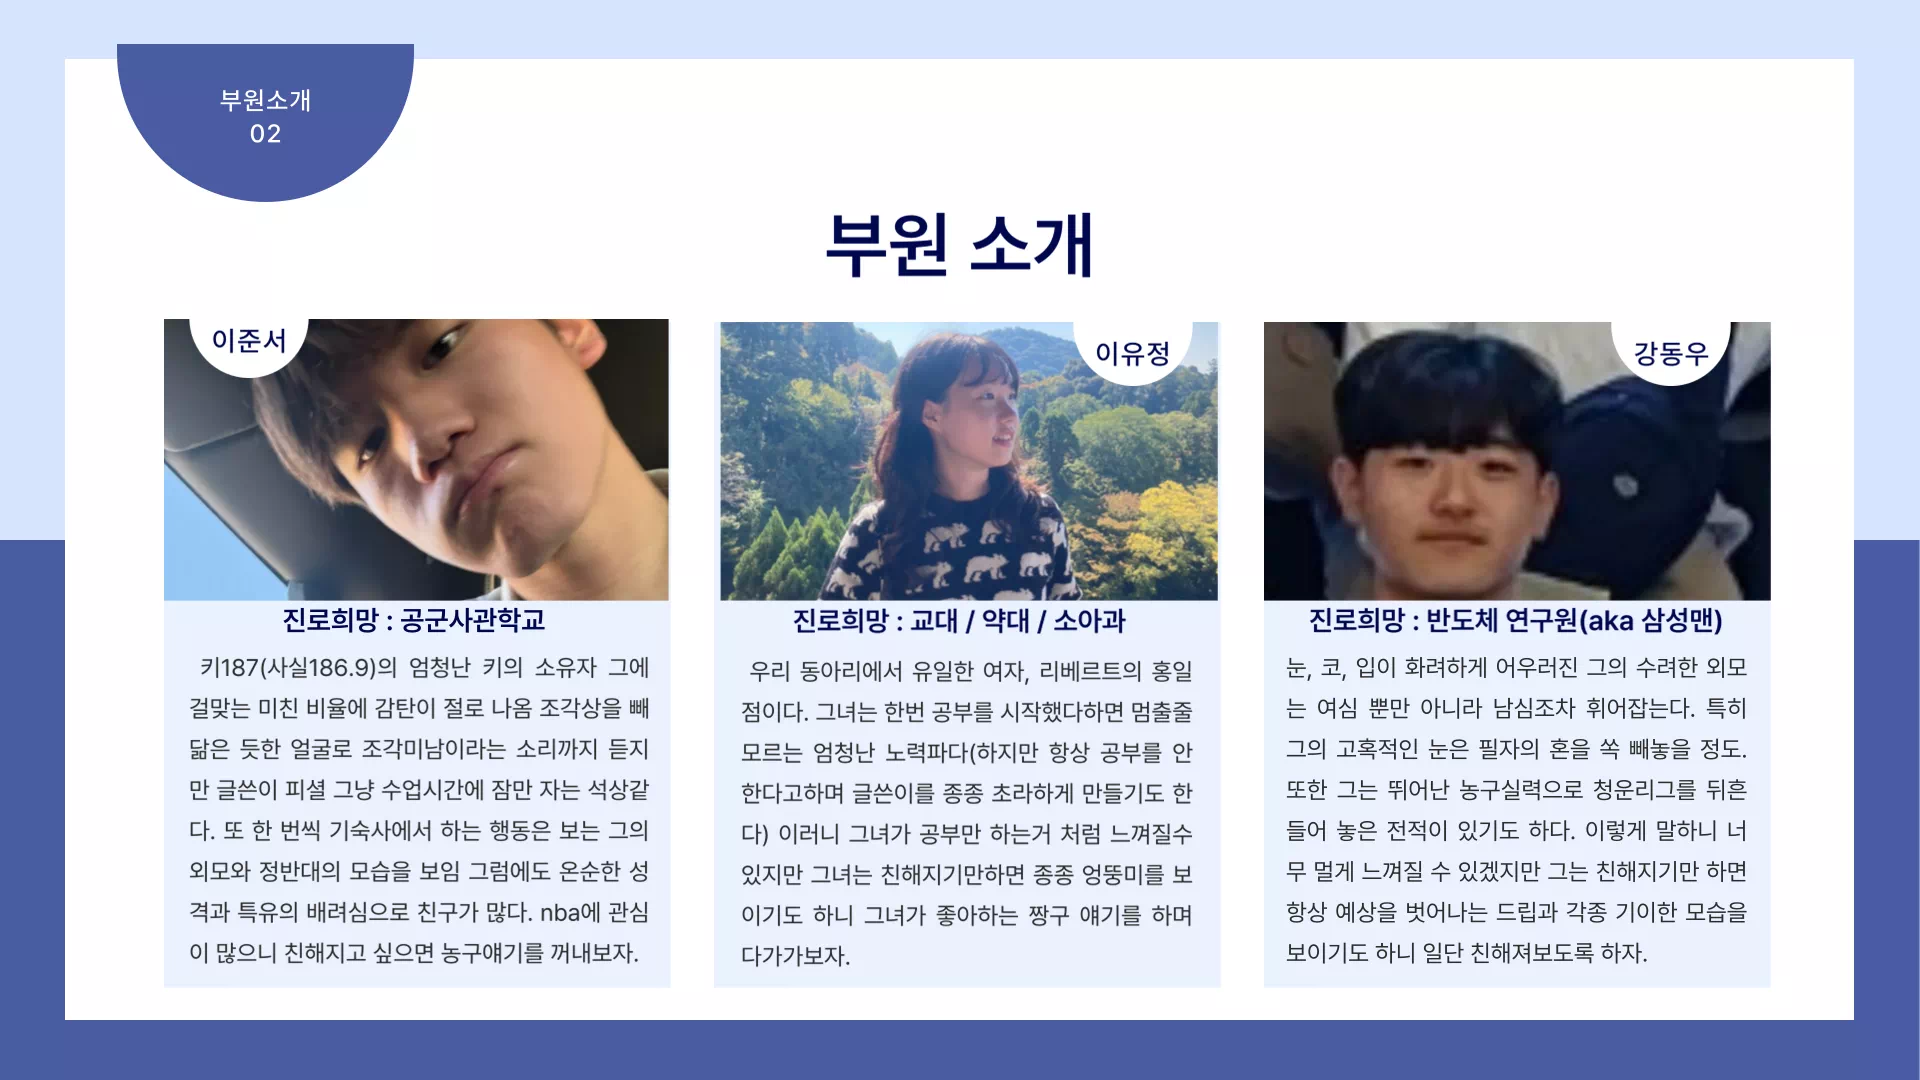 부원소개
02
부원 소개
이준서
진로희망 : 공군사관학교
키187(사실186.9)의 엄청난 키의 소유자 그에
걸맞는 미친 비율에 감탄이 절로 나옴 조각상을 빼
닮은 듯한 얼굴로 조각미남이라는 소리까지 듣지
만 글쓴이 피셜 그냥 수업시간에 잠만 자는 석상같
다. 또 한 번씩 기숙사에서 하는 행동은 보는 그의
외모와 정반대의 모습을 보임 그럼에도 온순한 성
격과 특유의 배려심으로 친구가 많다. nba에 관심
이 많으니 친해지고 싶으면 농구얘기를 꺼내보자.
이유정
진로희망 : 교대 / 약대 / 소아과
우리 동아리에서 유일한 여자, 리베르트의 홍일
점이다. 그녀는 한번 공부를 시작했다하면 멈출줄
모르는 엄청난 노력파다(하지만 항상 공부를 안
한다고하며 글쓴이를 종종 초라하게 만들기도 한
다) 이러니 그녀가 공부만 하는거 처럼 느껴질수
있지만 그녀는 친해지기만하면 종종 엉뚱미를 보
이기도 하니 그녀가 좋아하는 짱구 얘기를 하며
다가가보자.
강동우
진로희망 : 반도체 연구원(aka 삼성맨)
눈, 코, 입이 화려하게 어우러진 그의 수려한 외모
는 여심 뿐만 아니라 남심조차 휘어잡는다. 특히
그의 고혹적인 눈은 필자의 혼을 쏙 빼놓을 정도.
또한 그는 뛰어난 농구실력으로 청운리그를 뒤흔
들어 놓은 전적이 있기도 하다. 이렇게 말하니 너
무 멀게 느껴질 수 있겠지만 그는 친해지기만 하면
항상 예상을 벗어나는 드립과 각종 기이한 모습을
보이기도 하니 일단 친해져보도록 하자.